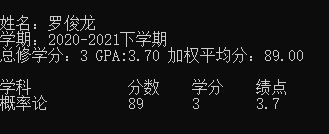 姓名：罗俊龙
学期：2020-2021下学期
总修学分：3 GPA:3.70 加权平均分：89.00
学科 分数 学分 绩点
概率论 89 3 3.7